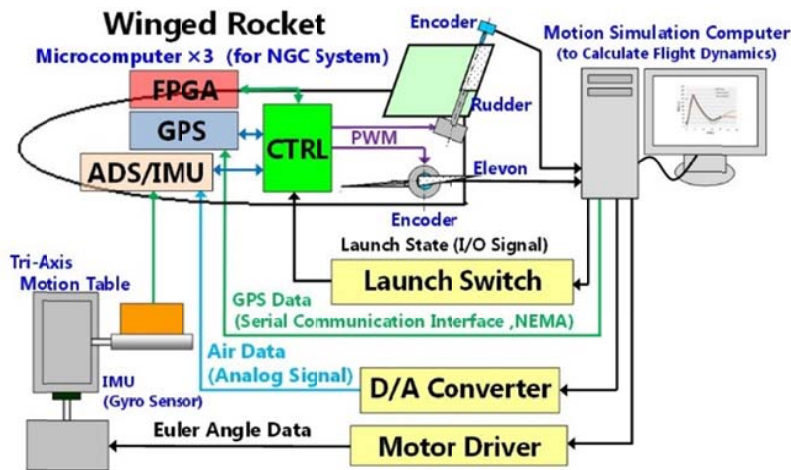 Winged Rocket
Microcomputer ×3 (for NGC System)
Encoder
Motion Simulation Computer
(to Calculate Flight Dynamics)
FPGA
GPS
CTRL
ADS/IMU
PWM
Rudder
Elevon
Encoder
Launch State (I/O Signal)
Launch Switch
Tri-Axis
Motion Table
GPS Data
(Serial Communication Interface ,NEMA)
Air Data
(Analog Signal)
D/A Converter
IMU
(Gyro Sensor)
Euler Angle Data
Motor Driver